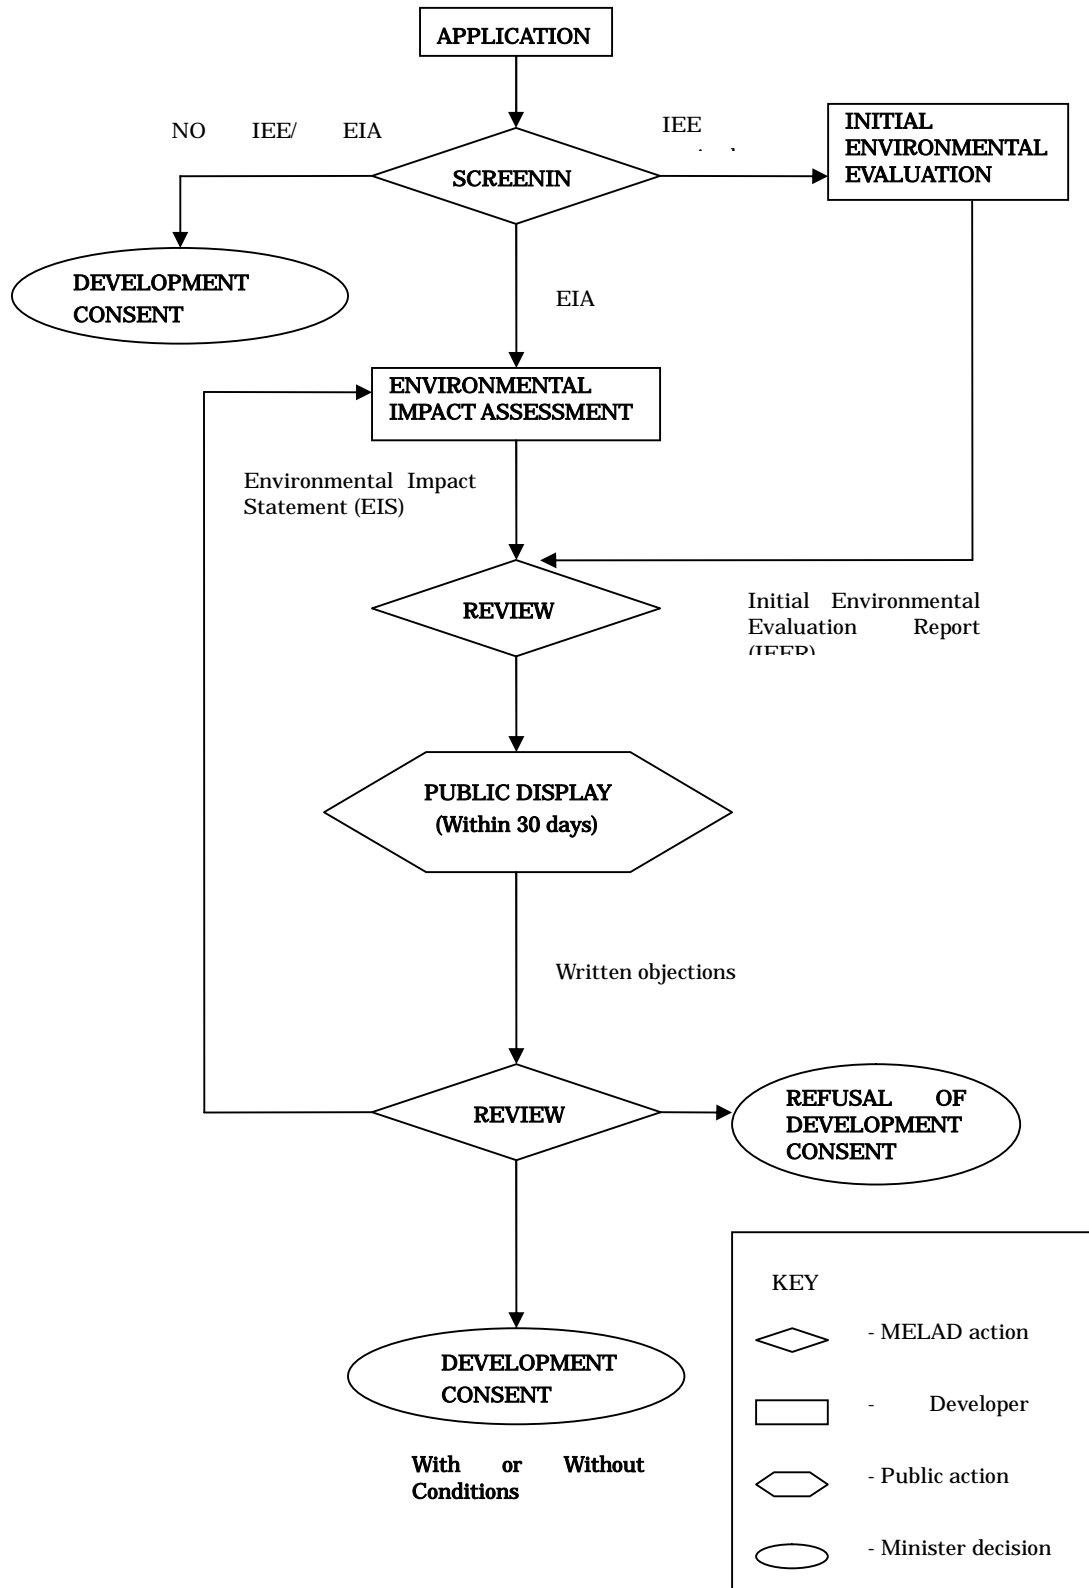 APPLICATION
NO IEE/ EIA
IEE
INITIAL
ENVIRONMENTAL
EVALUATION
SCREENIN
DEVELOPMENT
CONSENT
EIA
ENVIRONMENTAL
IMPACT ASSESSMENT
Environmental Impact
Statement (EIS)
REVIEW
Initial Environmental
Evaluation Report
(IEER)
PUBLIC DISPLAY
(Within 30 days)
Written objections
REVIEW
REFUSAL OF
DEVELOPMENT
CONSENT
DEVELOPMENT
CONSENT
With or Without
Conditions
KEY
- MELAD action
- Developer
- Public action
- Minister decision